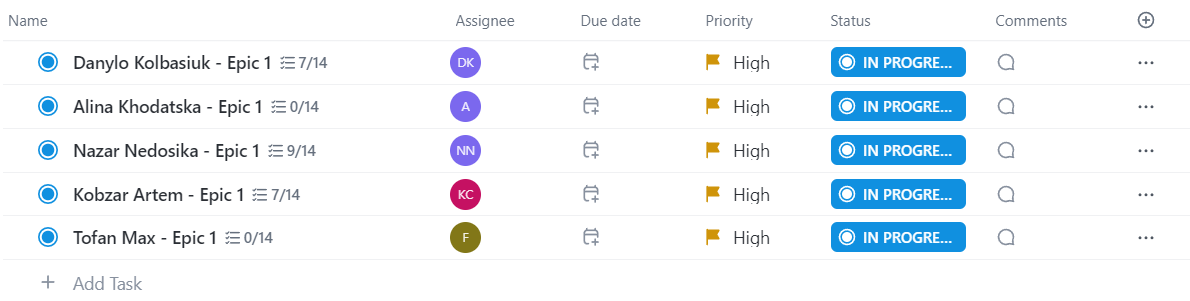 Name Assignee Due date Priority Status Comments
Danylo Kolbasiuk - Epic 1 7/14 DK High IN PROGRE...
Alina Khodatska - Epic 1 0/14 A High IN PROGRE...
Nazar Nedosika - Epic 1 9/14 NN High IN PROGRE...
Kobzar Artem - Epic 1 7/14 KC High IN PROGRE...
Tofan Max - Epic 1 0/14 F High IN PROGRE...
Add Task